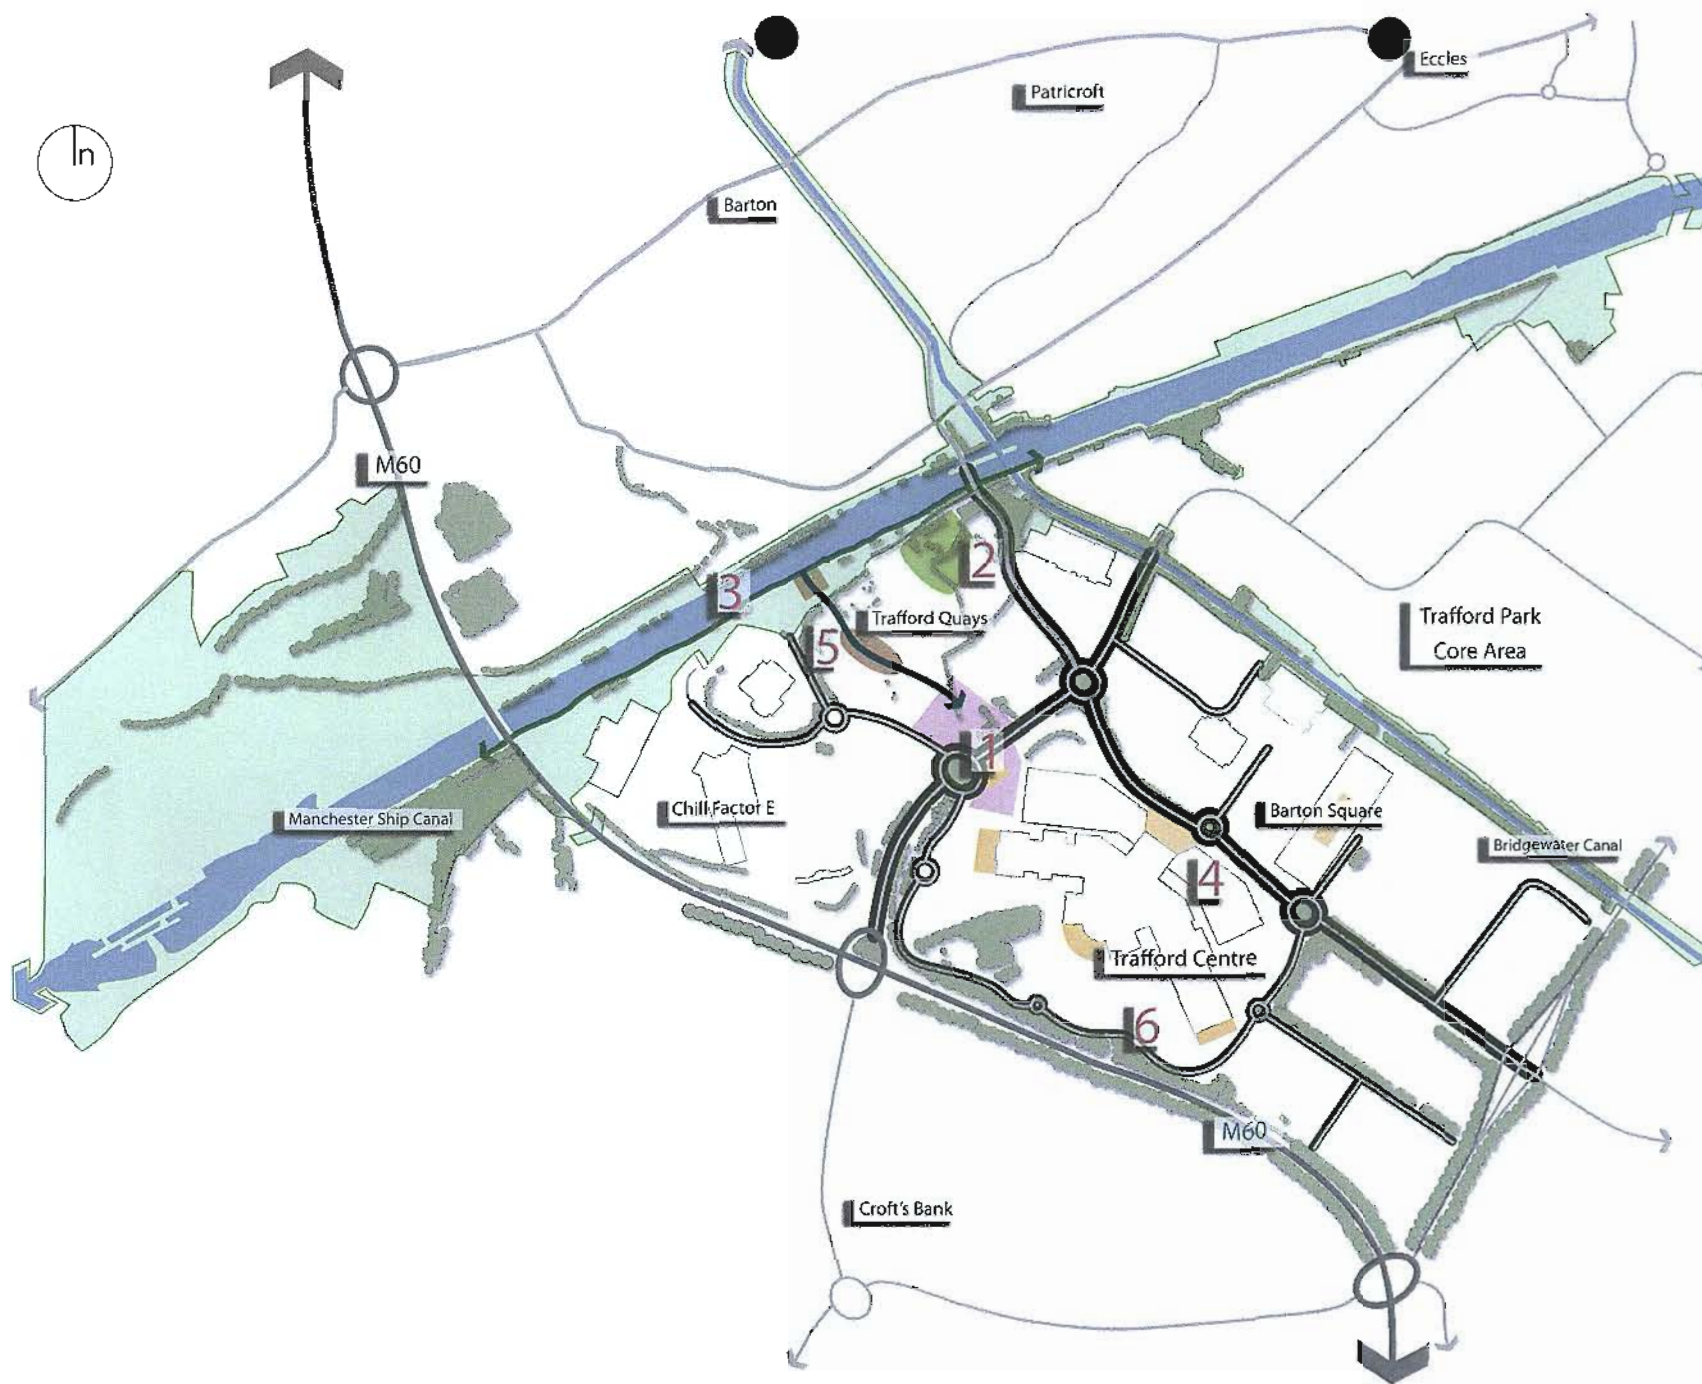 Eccles
Patricroft
n
Barton
M60
2
3
Trafford Quays
Trafford Park
Core Area
5
1
Chill Factor E
Barton Square
Manchester Ship Canal
Bridgewater Canal
4
Trafford Centre
6
M60
Croft's Bank